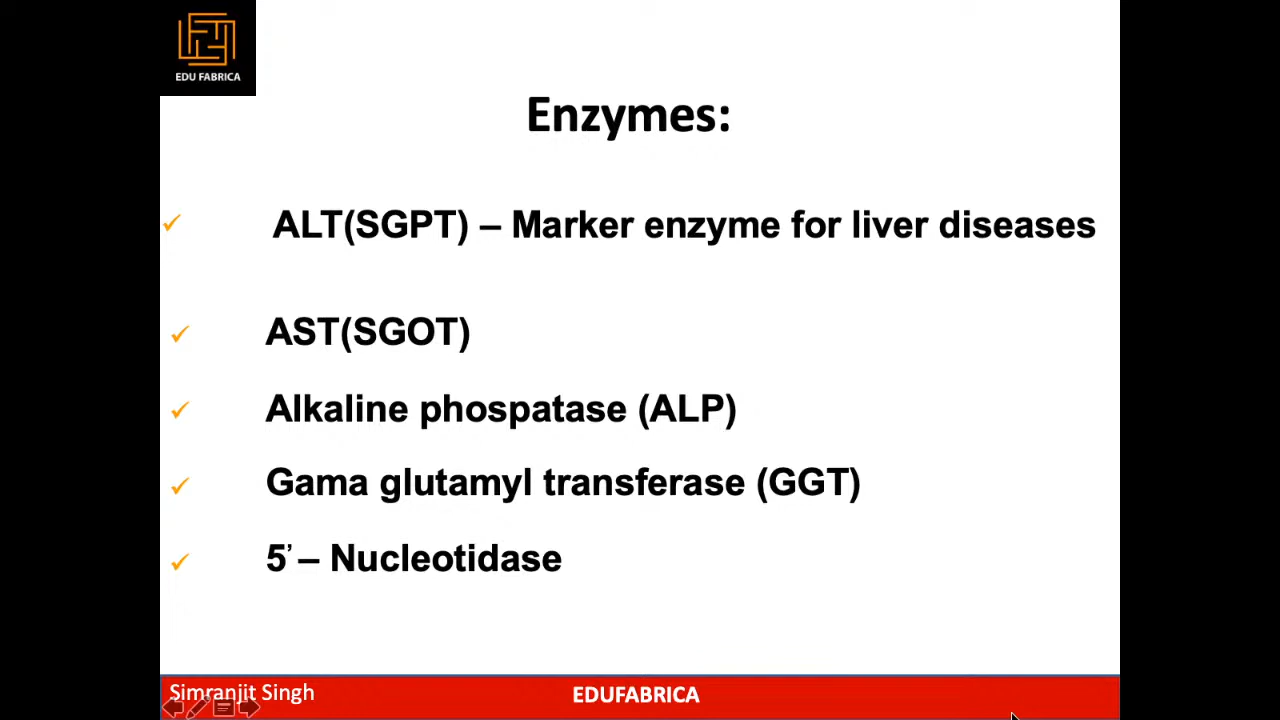 EDU FABRICA
Enzymes:
ALT(SGPT) – Marker enzyme for liver diseases
AST(SGOT)
Alkaline phospatase (ALP)
Gama glutamyl transferase (GGT)
5’ – Nucleotidase
Simranjit Singh
EDUFABRICA